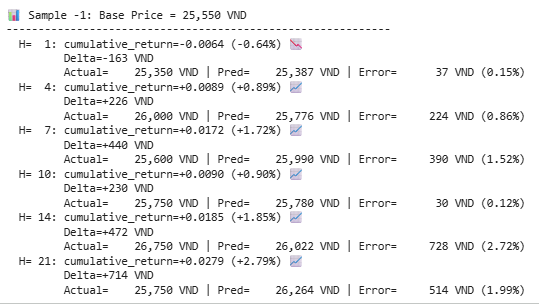 📊 Sample -1: Base Price = 25,550 VND
------------------------------------------------------------
H=  1: cumulative_return=-0.0064 (-0.64%) 📉
Delta=-163 VND
Actual=    25,350 VND | Pred=    25,387 VND | Error=      37 VND (0.15%)
H=  4: cumulative_return=+0.0089 (+0.89%) 📈
Delta=+226 VND
Actual=    26,000 VND | Pred=    25,776 VND | Error=     224 VND (0.86%)
H=  7: cumulative_return=+0.0172 (+1.72%) 📈
Delta=+440 VND
Actual=    25,600 VND | Pred=    25,990 VND | Error=     390 VND (1.52%)
H= 10: cumulative_return=+0.0090 (+0.90%) 📈
Delta=+230 VND
Actual=    25,750 VND | Pred=    25,780 VND | Error=      30 VND (0.12%)
H= 14: cumulative_return=+0.0185 (+1.85%) 📈
Delta=+472 VND
Actual=    26,750 VND | Pred=    26,022 VND | Error=     728 VND (2.72%)
H= 21: cumulative_return=+0.0279 (+2.79%) 📈
Delta=+714 VND
Actual=    25,750 VND | Pred=    26,264 VND | Error=     514 VND (1.99%)